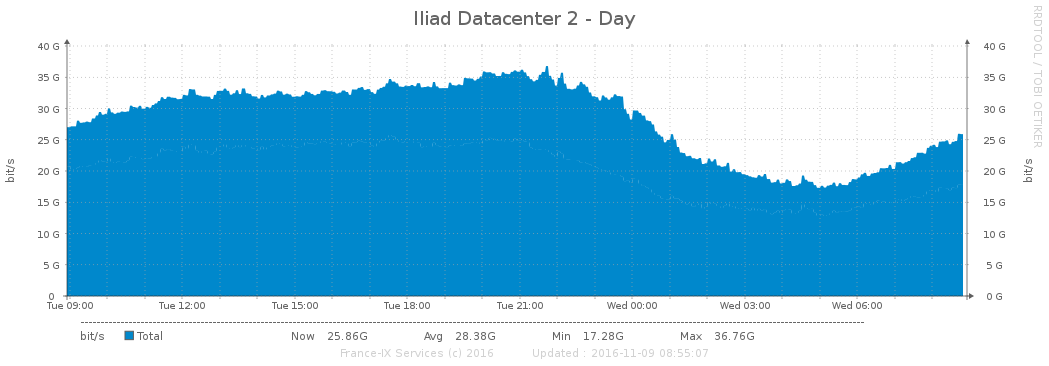 Iliad Datacenter 2 - Day
RRDTOOL / TOBI OETIKER
bit/s
40 G 40 G
35 G 35 G
30 G 30 G
25 G 25 G
20 G 20 G
15 G 15 G
10 G 10 G
5 G 5 G
0 0 G
bit/s
Tue 09:00 Tue 12:00 Tue 15:00 Tue 18:00 Tue 21:00 Wed 00:00 Wed 03:00 Wed 06:00
bit/s Total Now 25.86G Avg 28.38G Min 17.28G Max 36.76G
France-IX Services (c) 2016 Updated : 2016-11-09 08:55:07